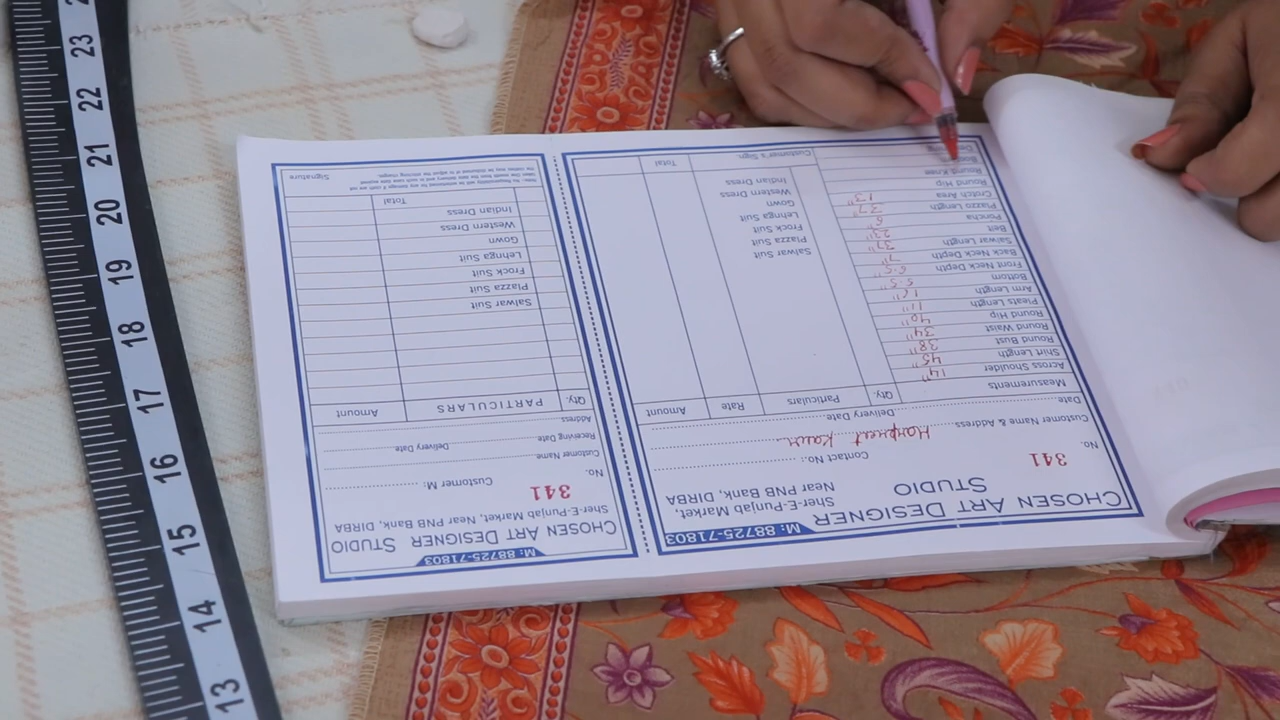 M: 88725-71803
CHOSEN ART DESIGNER
STUDIO
Sher-E-Punjab Market,
Near PNB Bank, DIRBA
No. 341
Contact No.:
Customer Name & Address Harpreet Kaur
Date Delivery Date
Measurements Qty. Particulars Rate Amount
Across Shoulder 14"
Shirt Length 45"
Round Bust 38"
Round Waist 34"
Round Hip 40"
Pleats Length 11"
Arm Length
Bottom 5.5"
Front Neck Depth 6.5"
Back Neck Depth 7"
Salwar Length 37"
Belt 23"
Poncha 6"
Plazzo Length 37"
Crotch Area 13"
Round Hip
Round Knee
Salwar Suit
Plazza Suit
Frock Suit
Lehnga Suit
Gown
Western Dress
Indian Dress
Customer's Sign. Total
M: 88725-71803
CHOSEN ART DESIGNER STUDIO
Sher-E-Punjab Market, Near PNB Bank, DIRBA
No. 341 Customer M:
Customer Name
Receiving Date Delivery Date
Address
Qty. PARTICULARS Amount
Salwar Suit
Plazza Suit
Frock Suit
Lehnga Suit
Gown
Western Dress
Indian Dress
Total
Signature
23
22
21
20
19
18
17
16
15
14
13